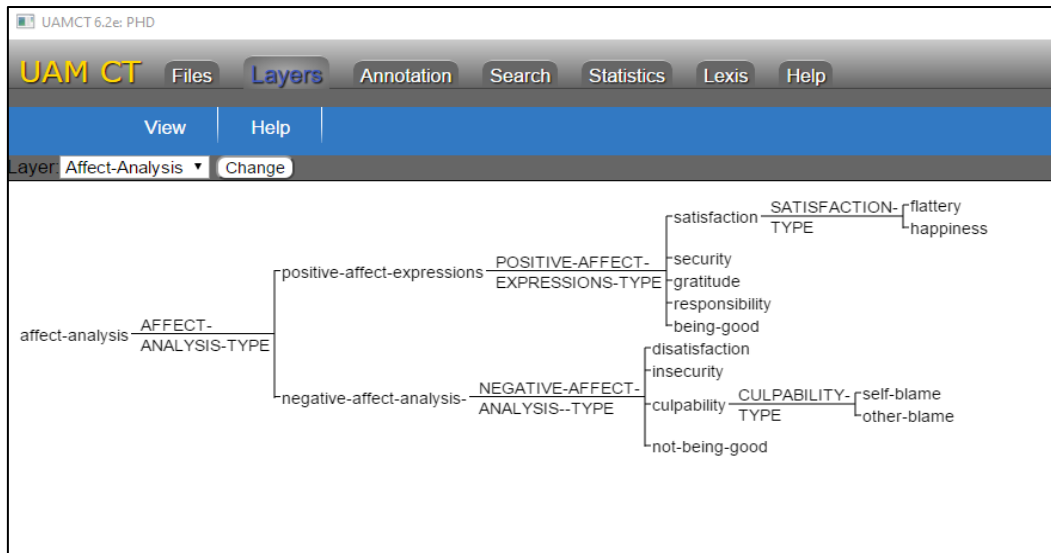 UAMCT 6.2e: PHD
UAM CT Files Layers Annotation Search Statistics Lexis Help
View Help
Layer: Affect-Analysis Change
affect-analysis
AFFECT-
ANALYSIS-TYPE
positive-affect-expressions
POSITIVE-AFFECT-
EXPRESSIONS-TYPE
satisfaction
SATISFACTION-
TYPE
flattery
happiness
security
gratitude
responsibility
being-good
negative-affect-analysis-
NEGATIVE-AFFECT-
ANALYSIS--TYPE
disatisfaction
insecurity
culpability
CULPABILITY-
TYPE
self-blame
other-blame
not-being-good